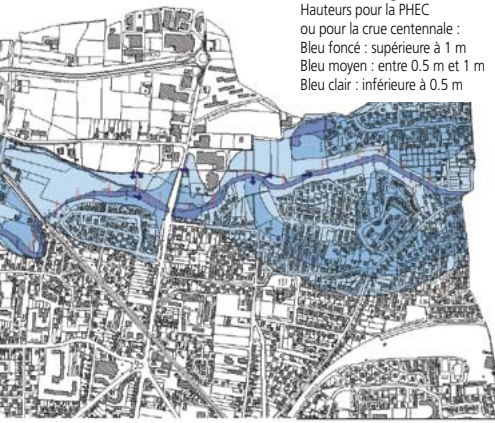 Hauteurs pour la PHEC
ou pour la crue centennale :
Bleu foncé : supérieure à 1 m
Bleu moyen : entre 0.5 m et 1 m
Bleu clair : inférieure à 0.5 m